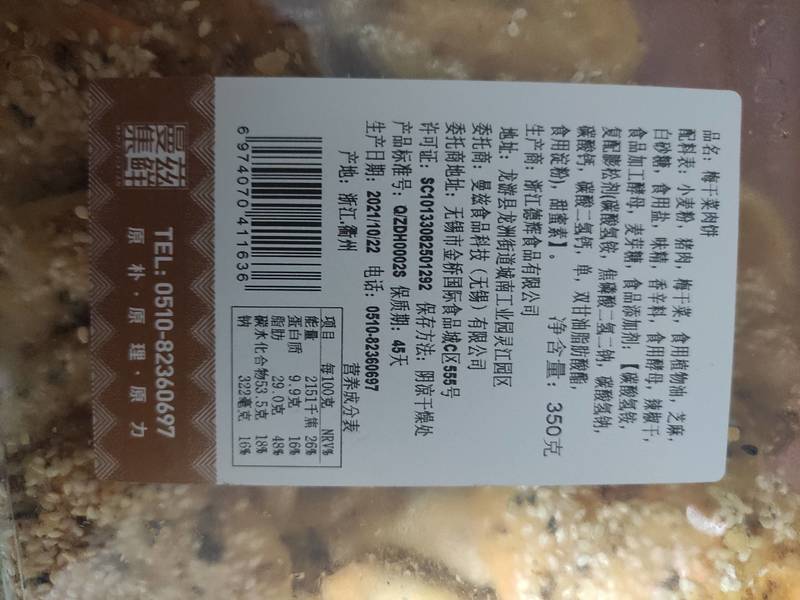 品名：梅干菜肉饼
配料表：小麦粉，猪肉，梅干菜，食用植物油，芝麻，
白砂糖，食用盐，味精，香辛料，食用酵母，辣椒干，
食品加工酵母，麦芽糖，食品添加剂：【碳酸氢铵，
复配膨松剂(碳酸氢铵，焦磷酸二氢二钠，碳酸氢钠，
碳酸钙，磷酸二氢钙，单，双甘油脂肪酸酯，
食用淀粉)，甜蜜素】。 净含量：350克
生产商：浙江德辉食品有限公司
地址：龙游县龙洲街道城南工业园灵江园区
委托商：曼兹食品科技（无锡）有限公司
委托商地址：无锡市金桥国际食品城C区555号
许可证：SC10133082501292 保存方法：阴凉干燥处
产品标准号：Q/ZDH0002S 保质期：45天
生产日期：2021/10/22 电话：0510-82360697
产地：浙江.衢州
营养成分表
项目 每100克 NRV%
能量 2151千焦 26%
蛋白质 9.9克 16%
脂肪 29.0克 48%
碳水化合物53.5克 18%
钠 322毫克 16%
6974070411636
曼兹
集鲜
TEL: 0510-82360697
原朴·原理·原力